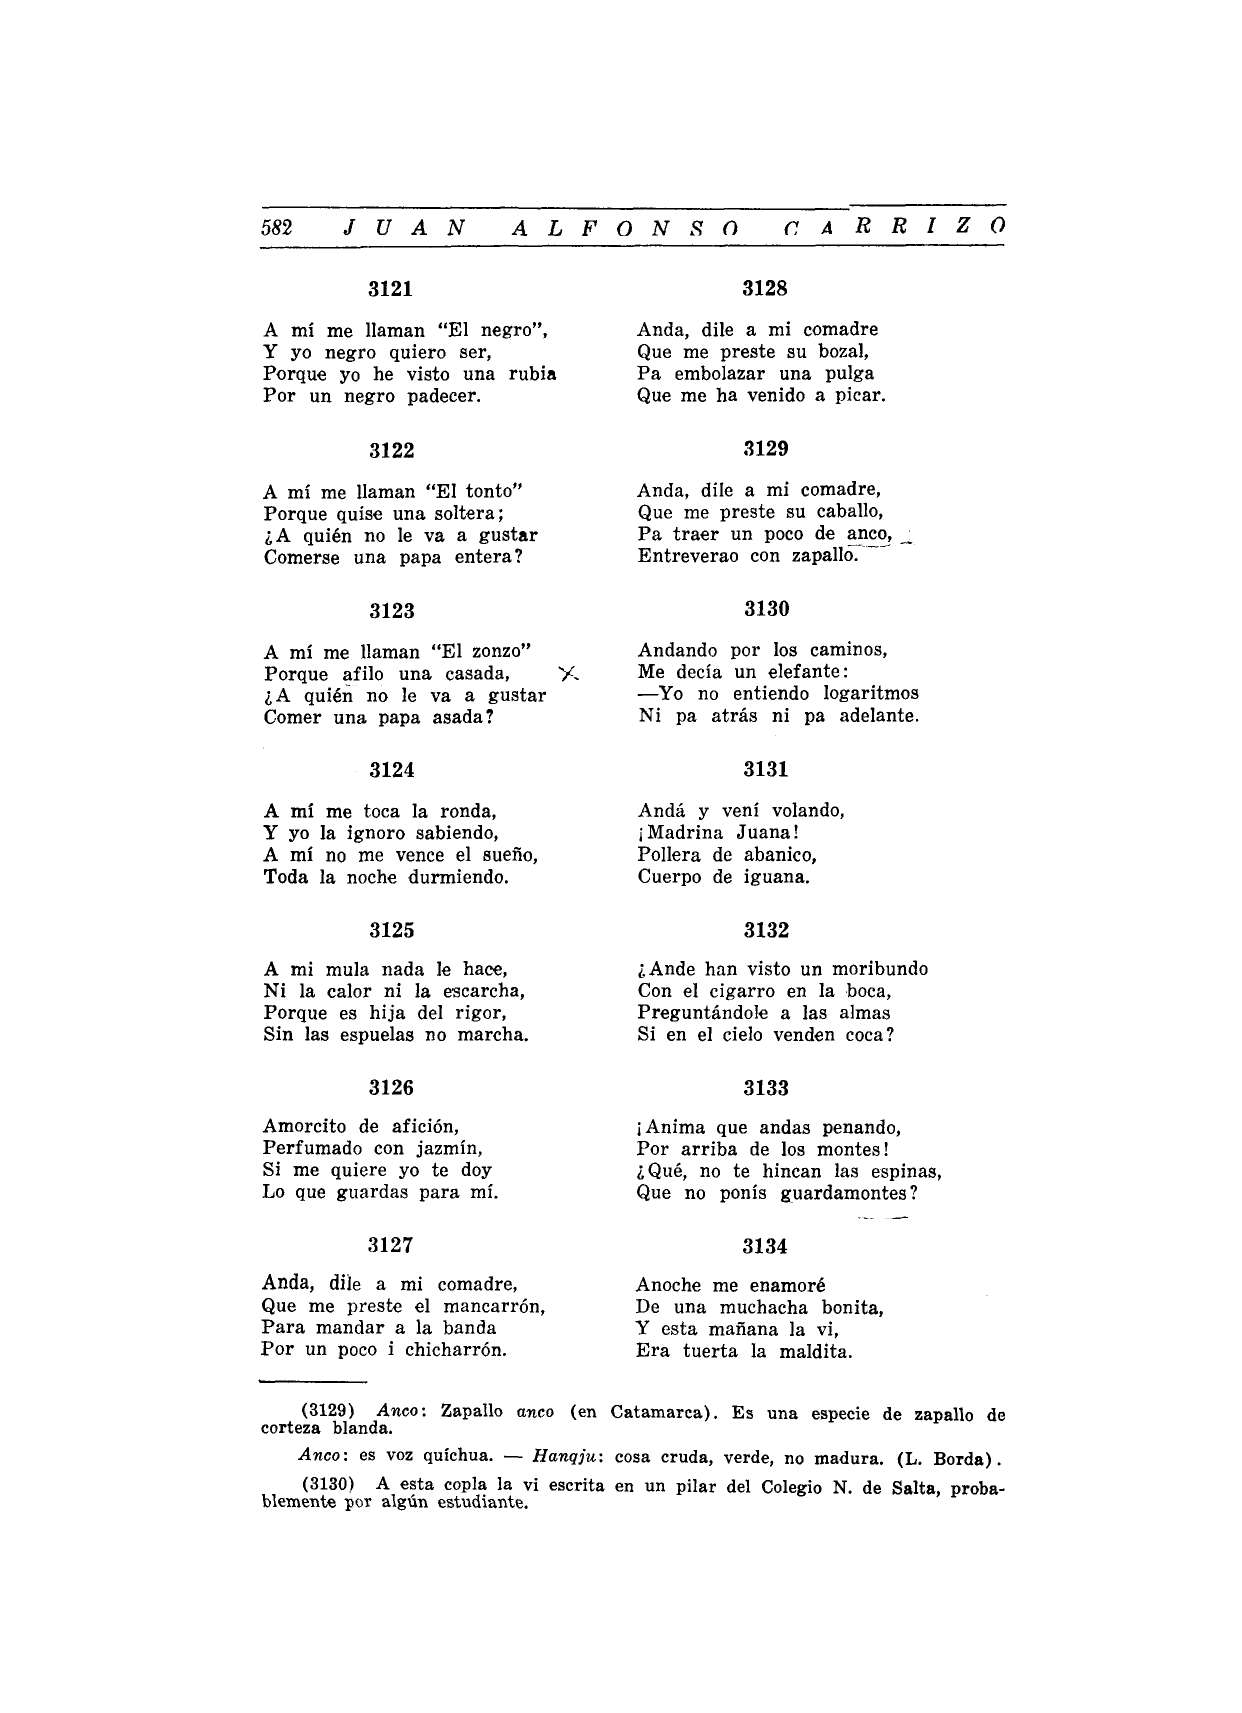 582 JUAN ALFONSO CARRIZO
3121
A mí me llaman “El negro”,
Y yo negro quiero ser,
Porque yo he visto una rubia
Por un negro padecer.
3122
A mí me llaman “El tonto”
Porque quise una soltera;
¿A quién no le va a gustar
Comerse una papa entera?
3123
A mí me llaman “El zonzo”
Porque afilo una casada,
¿A quién no le va a gustar
Comer una papa asada?
3124
A mí me toca la ronda,
Y yo la ignoro sabiendo,
A mí no me vence el sueño,
Toda la noche durmiendo.
3125
A mi mula nada le hace,
Ni la calor ni la escarcha,
Porque es hija del rigor,
Sin las espuelas no marcha.
3126
Amorcito de afición,
Perfumado con jazmín,
Si me quiere yo te doy
Lo que guardas para mí.
3127
Anda, dile a mi comadre,
Que me preste el mancarrón,
Para mandar a la banda
Por un poco i chicharrón.
3128
Anda, dile a mi comadre
Que me preste su bozal,
Pa embolazar una pulga
Que me ha venido a picar.
3129
Anda, díle a mi comadre,
Que me preste su caballo,
Pa traer un poco de anco,
Entreverao con zapallo.
3130
Andando por los caminos,
Me decía un elefante:
—Yo no entiendo logaritmos
Ni pa atrás ni pa adelante.
3131
Andá y vení volando,
¡Madrina Juana!
Pollera de abanico,
Cuerpo de iguana.
3132
¿Ande han visto un moribundo
Con el cigarro en la boca,
Preguntándole a las almas
Si en el cielo venden coca?
3133
¡Anima que andas penando,
Por arriba de los montes!
¿Qué, no te hincan las espinas,
Que no ponís guardamontes?
3134
Anoche me enamoré
De una muchacha bonita,
Y esta mañana la vi,
Era tuerta la maldita.
(3129) Anco: Zapallo anco (en Catamarca). Es una especie de zapallo de
corteza blanda.
Anco: es voz quíchua. — Hanqju: cosa cruda, verde, no madura. (L. Borda).
(3130) A esta copla la vi escrita en un pilar del Colegio N. de Salta, proba-
blemente por algún estudiante.